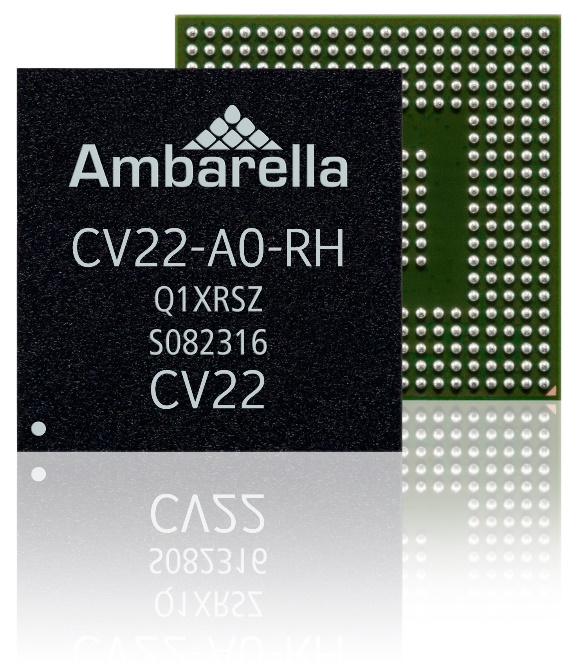 Ambarella
CV22-A0-RH
Q1XRSZ
S082316
CV22